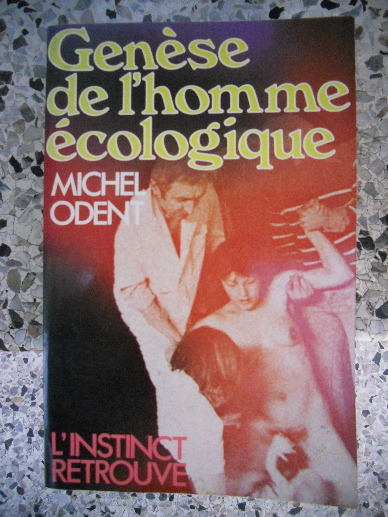 Genèse
de l'homme
écologique
MICHEL
ODENT
L'INSTINCT
RETROUVÉ